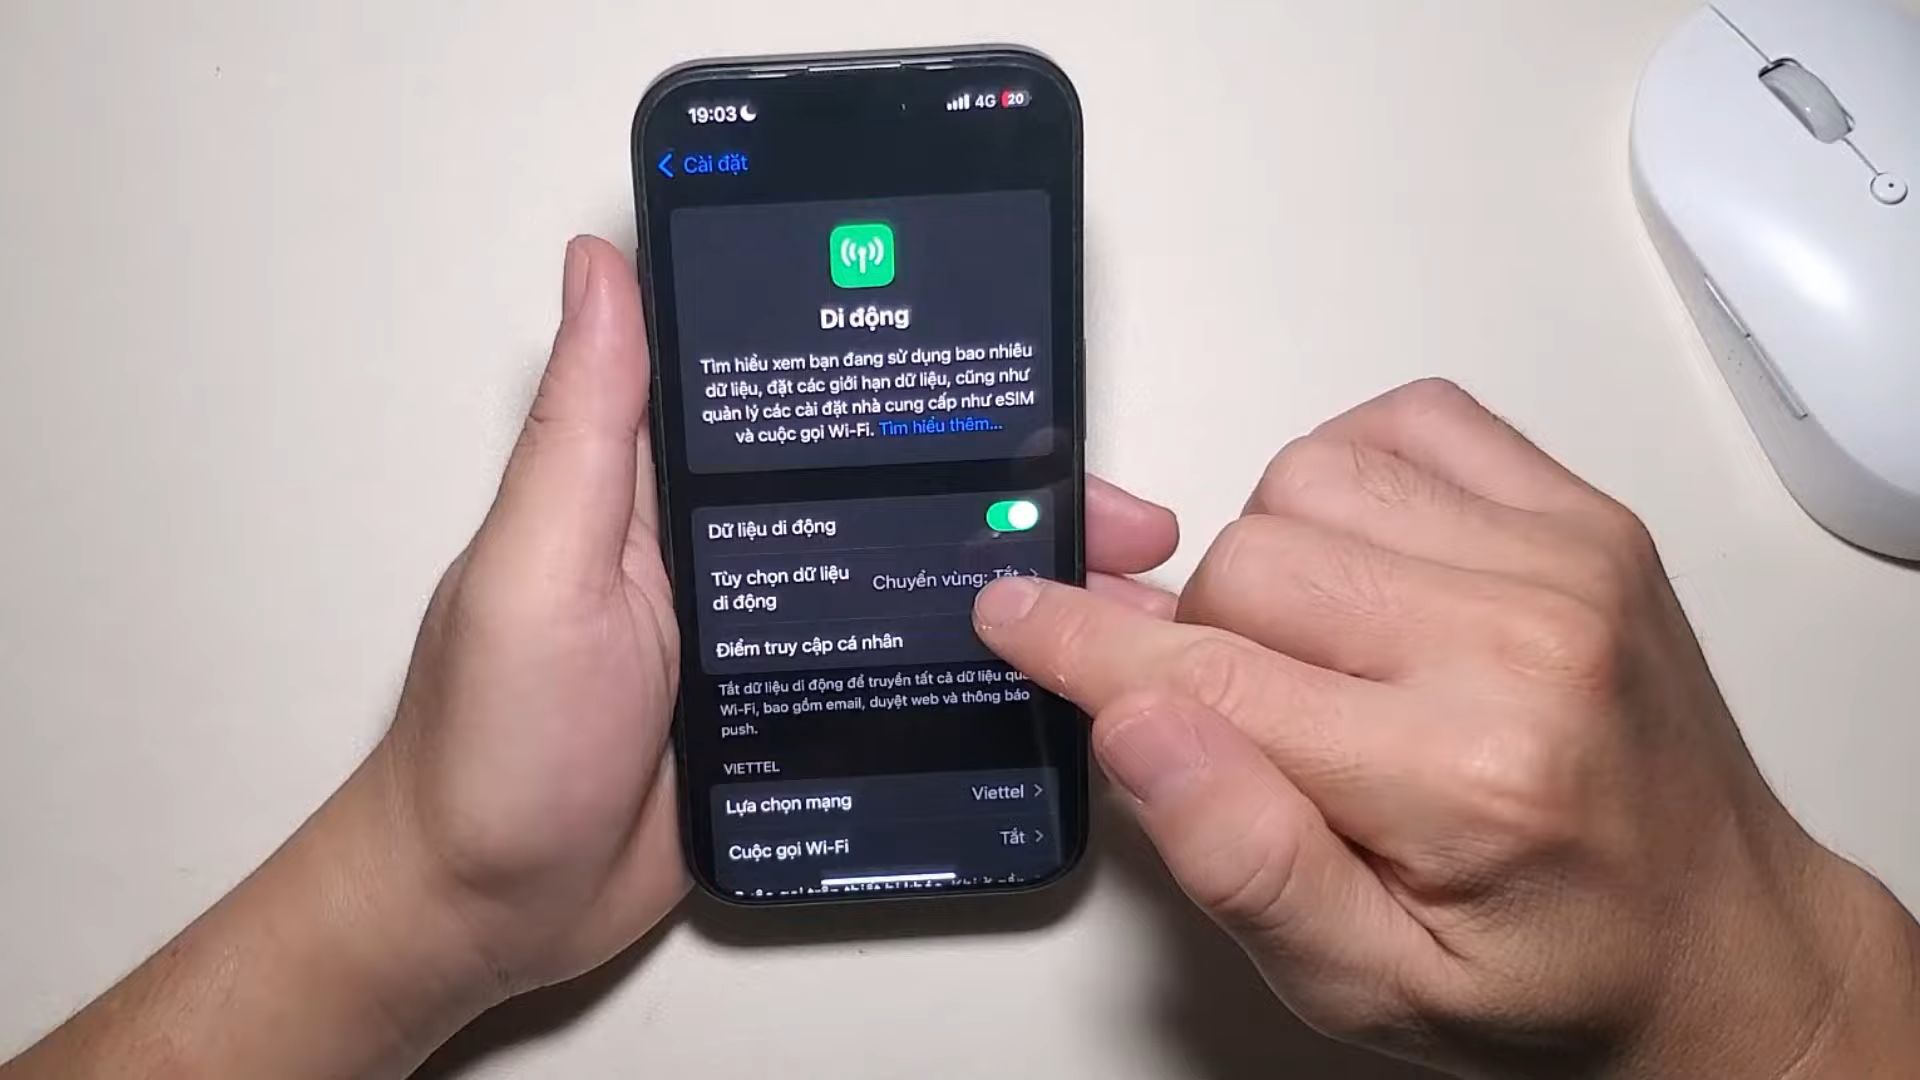 19:03
4G 20
Cài đặt
Di động
Tìm hiểu xem bạn đang sử dụng bao nhiêu
dữ liệu, đặt các giới hạn dữ liệu, cũng như
quản lý các cài đặt nhà cung cấp như eSIM
và cuộc gọi Wi-Fi. Tìm hiểu thêm...
Dữ liệu di động
Tùy chọn dữ liệu
di động
Chuyển vùng: Tắt
Điểm truy cập cá nhân
Tắt dữ liệu di động để truyền tất cả dữ liệu
Wi-Fi, bao gồm email, duyệt web và thông báo
push.
VIETTEL
Lựa chọn mạng Viettel
Cuộc gọi Wi-Fi Tắt